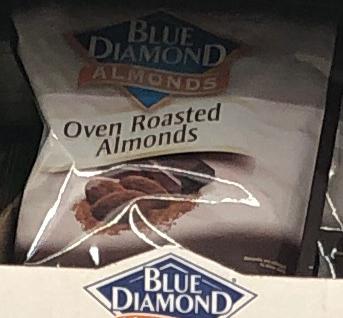 BLUE
DIAMOND
ALMONDS
Oven Roasted
Almonds
BLUE
DIAMOND